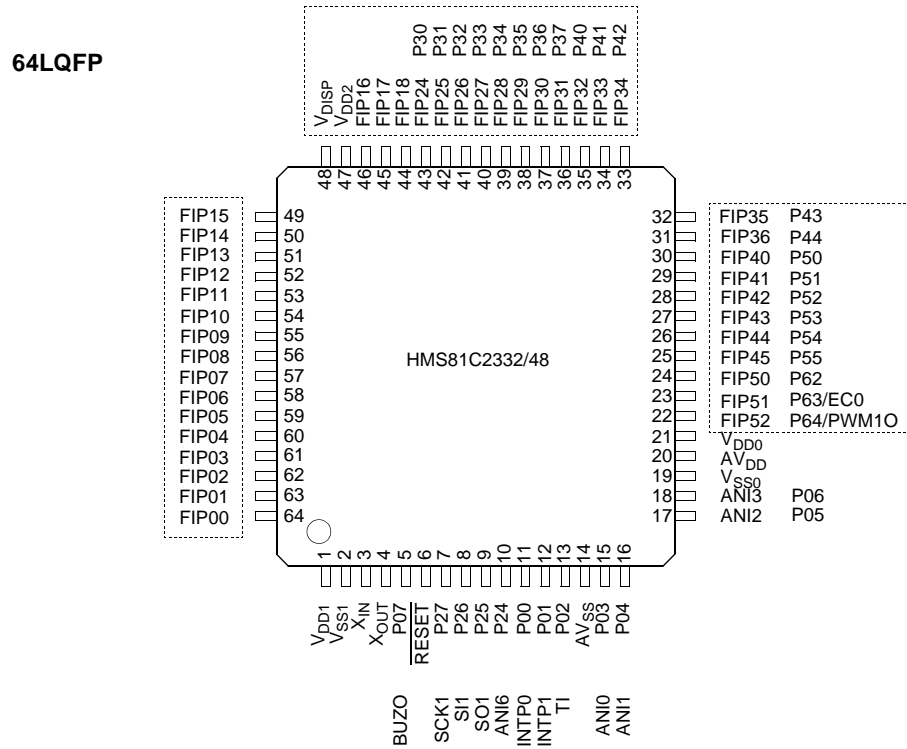 64LQFP
P30 P31 P32 P33 P34 P35 P36 P37 P40 P41 P42
VDISP VDD2 FIP16 FIP17 FIP18 FIP24 FIP25 FIP26 FIP27 FIP28 FIP29 FIP30 FIP31 FIP32 FIP33 FIP34
48 47 46 45 44 43 42 41 40 39 38 37 36 35 34 33
FIP15 49 32 FIP35 P43
FIP14 50 31 FIP36 P44
FIP13 51 30 FIP40 P50
FIP12 52 29 FIP41 P51
FIP11 53 28 FIP42 P52
FIP10 54 27 FIP43 P53
FIP09 55 26 FIP44 P54
FIP08 56 HMS81C2332/48 25 FIP45 P55
FIP07 57 24 FIP50 P62
FIP06 58 23 FIP51 P63/EC0
FIP05 59 22 FIP52 P64/PWM1O
FIP04 60 21 VDD0
FIP03 61 20 AVDD
FIP02 62 19 VSS0
FIP01 63 18 ANI3 P06
FIP00 64 17 ANI2 P05
1 2 3 4 5 6 7 8 9 10 11 12 13 14 15 16
VDD1 VSS1 XIN XOUT P07 RESET P27 P26 P25 P24 P00 P01 P02 AVSS P03 P04
BUZO SCK1 SI1 SO1 ANI6 INTP0 INTP1 TI ANI0 ANI1